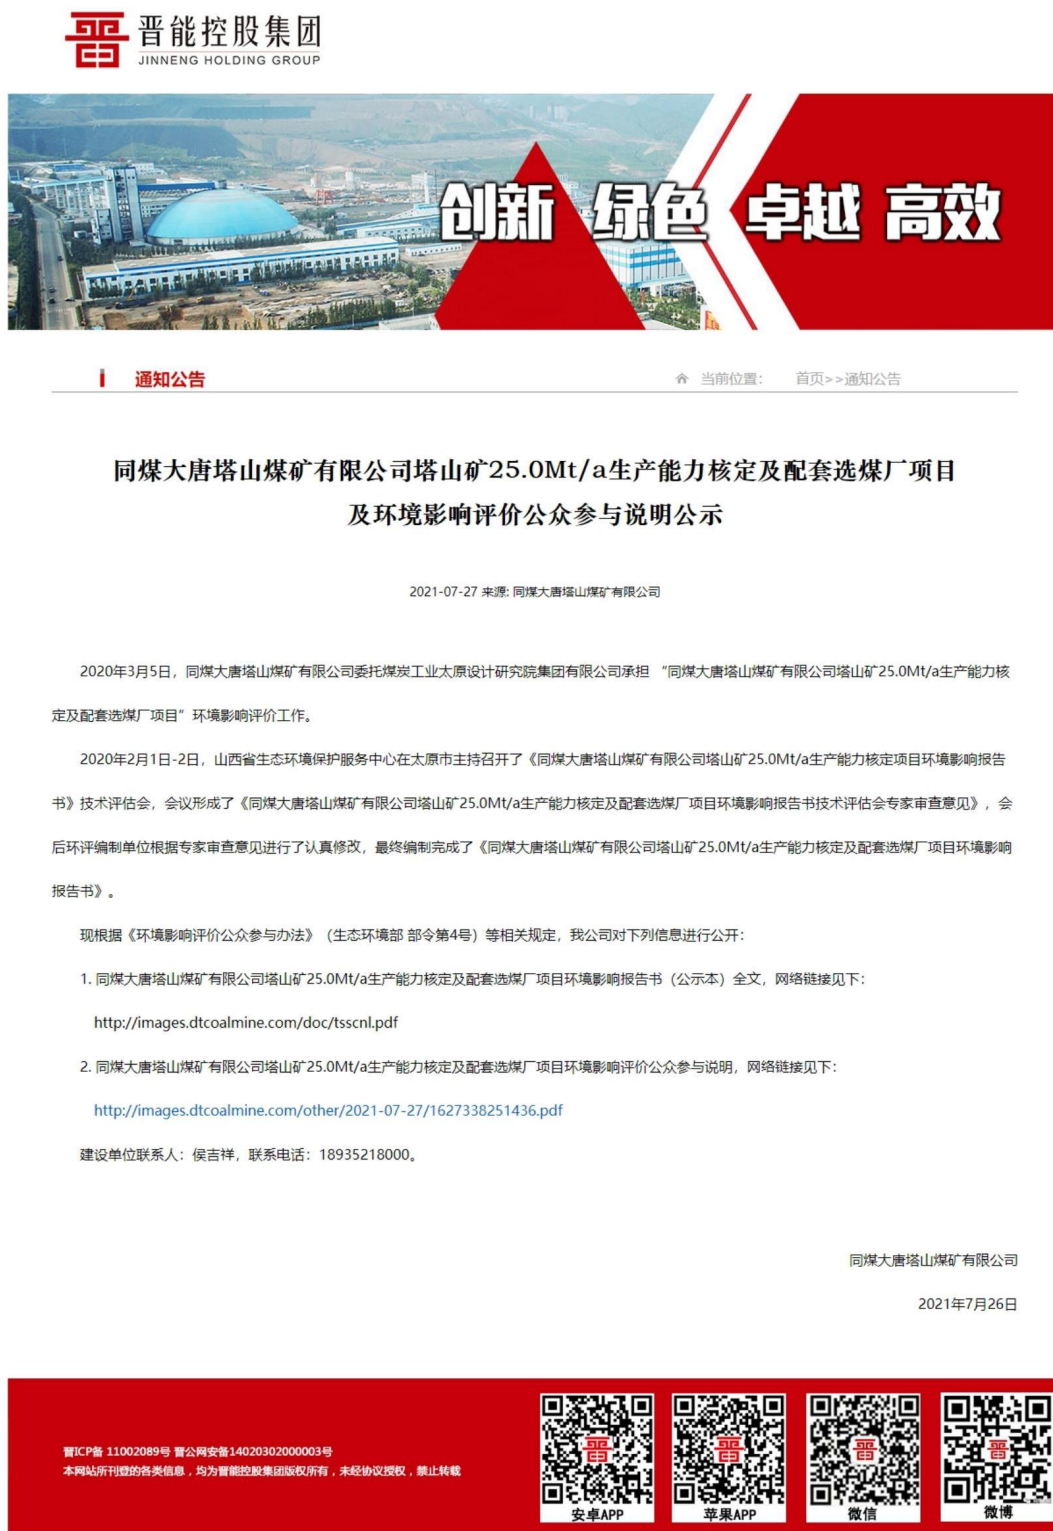 晋能控股集团
JINNENG HOLDING GROUP
创新 绿色 卓越 高效
通知公告
当前位置： 首页>>通知公告
同煤大唐塔山煤矿有限公司塔山矿25.0Mt/a生产能力核定及配套选煤厂项目
及环境影响评价公众参与说明公示
2021-07-27 来源: 同煤大唐塔山煤矿有限公司
2020年3月5日，同煤大唐塔山煤矿有限公司委托煤炭工业太原设计研究院集团有限公司承担 “同煤大唐塔山煤矿有限公司塔山矿25.0Mt/a生产能力核
定及配套选煤厂项目”环境影响评价工作。
2020年2月1日-2日，山西省生态环境保护服务中心在太原市主持召开了《同煤大唐塔山煤矿有限公司塔山矿25.0Mt/a生产能力核定项目环境影响报告
书》技术评估会，会议形成了《同煤大唐塔山煤矿有限公司塔山矿25.0Mt/a生产能力核定及配套选煤厂项目环境影响报告书技术评估会专家审查意见》，会
后环评编制单位根据专家审查意见进行了认真修改，最终编制完成了《同煤大唐塔山煤矿有限公司塔山矿25.0Mt/a生产能力核定及配套选煤厂项目环境影响
报告书》。
现根据《环境影响评价公众参与办法》（生态环境部 部令第4号）等相关规定，我公司对下列信息进行公开：
1. 同煤大唐塔山煤矿有限公司塔山矿25.0Mt/a生产能力核定及配套选煤厂项目环境影响报告书（公示本）全文，网络链接见下：
http://images.dtcoalmine.com/doc/tsscnl.pdf
2. 同煤大唐塔山煤矿有限公司塔山矿25.0Mt/a生产能力核定及配套选煤厂项目环境影响评价公众参与说明，网络链接见下：
http://images.dtcoalmine.com/other/2021-07-27/1627338251436.pdf
建设单位联系人：侯吉祥，联系电话：18935218000。
同煤大唐塔山煤矿有限公司
2021年7月26日
晋ICP备 11002089号 晋公网安备14020302000003号
本网站所刊登的各类信息，均为晋能控股集团版权所有，未经协议授权，禁止转载
安卓APP
苹果APP
微信
微博